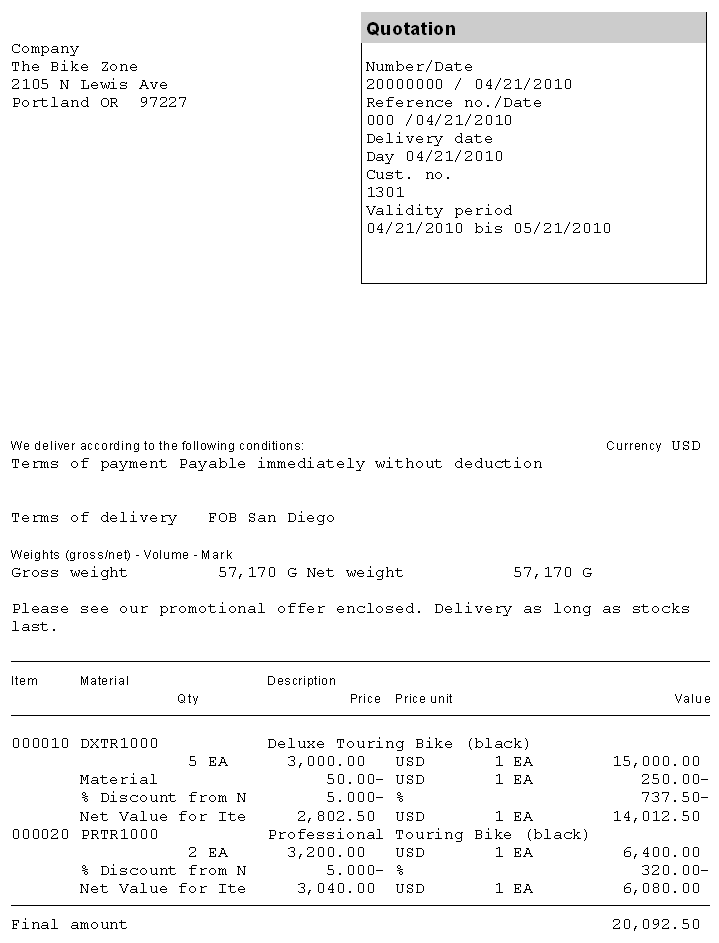 Quotation
Company
The Bike Zone
2105 N Lewis Ave
Portland OR  97227
Number/Date
20000000 / 04/21/2010
Reference no./Date
000 /04/21/2010
Delivery date
Day 04/21/2010
Cust. no.
1301
Validity period
04/21/2010 bis 05/21/2010
We deliver according to the following conditions: Currency USD
Terms of payment Payable immediately without deduction
Terms of delivery FOB San Diego
Weights (gross/net) - Volume - Mark
Gross weight 57,170 G Net weight 57,170 G
Please see our promotional offer enclosed. Delivery as long as stocks
last.
Item Material Description
Qty Price Price unit Value
000010 DXTR1000 Deluxe Touring Bike (black)
5 EA 3,000.00 USD 1 EA 15,000.00
Material 50.00- USD 1 EA 250.00-
% Discount from N 5.000- % 737.50-
Net Value for Ite 2,802.50 USD 1 EA 14,012.50
000020 PRTR1000 Professional Touring Bike (black)
2 EA 3,200.00 USD 1 EA 6,400.00
% Discount from N 5.000- % 320.00-
Net Value for Ite 3,040.00 USD 1 EA 6,080.00
Final amount 20,092.50